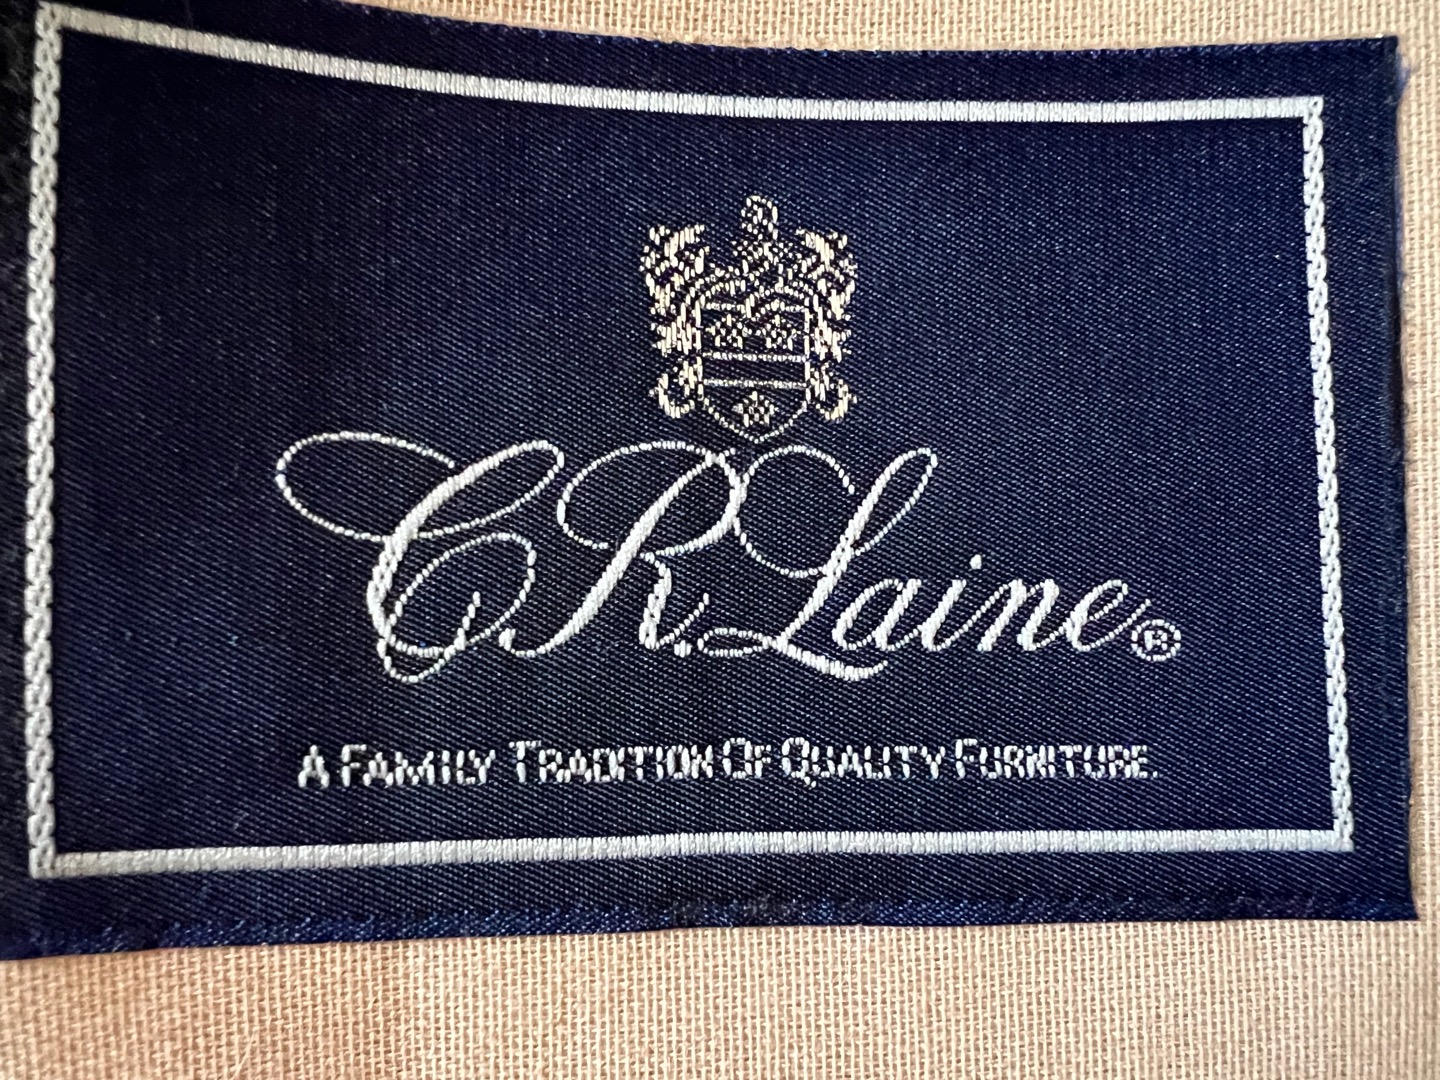 C.R. Laine®
A FAMILY TRADITION OF QUALITY FURNITURE.